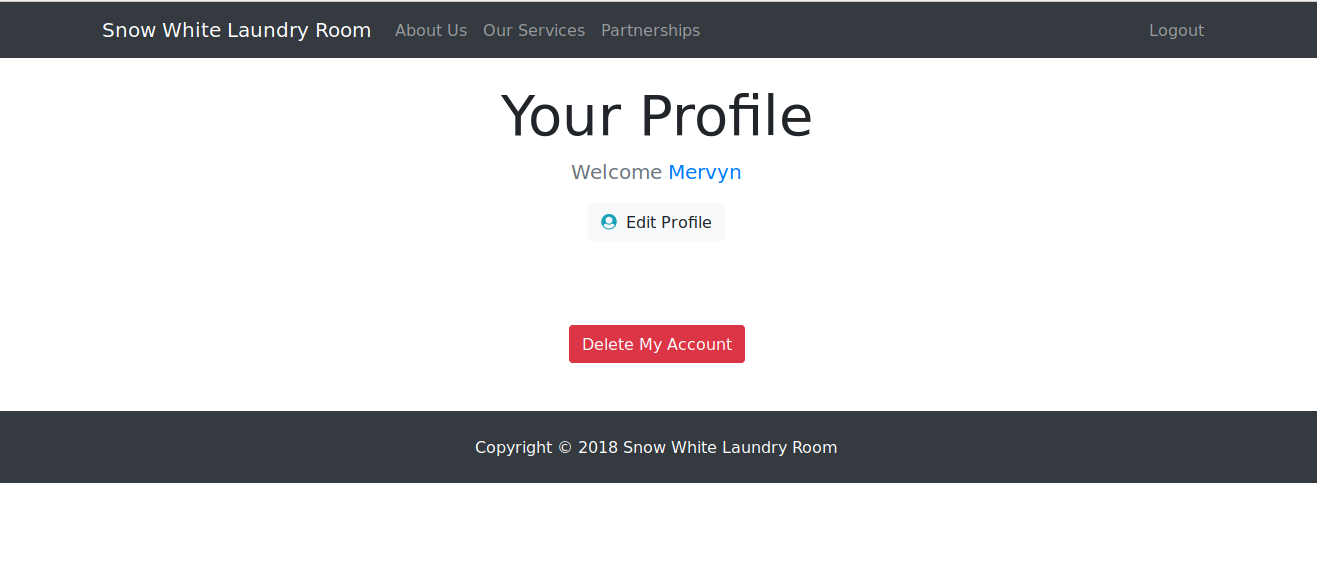 Snow White Laundry Room About Us Our Services Partnerships Logout
Your Profile
Welcome Mervyn
Edit Profile
Delete My Account
Copyright © 2018 Snow White Laundry Room